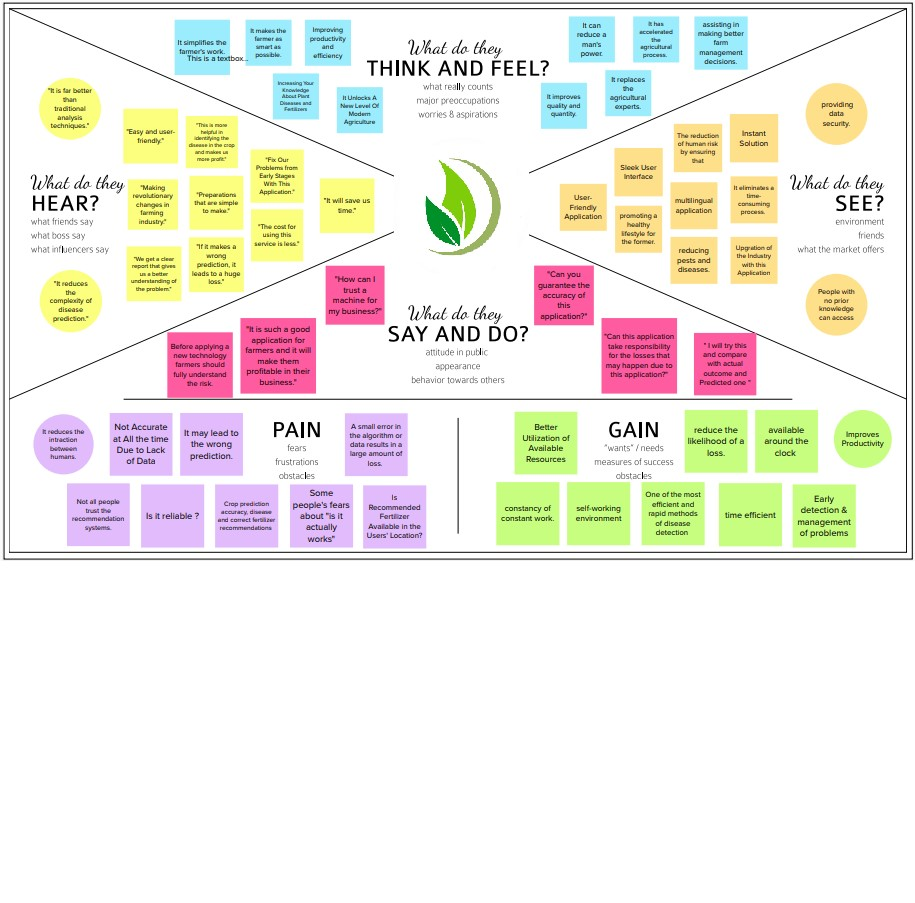 What do they
THINK AND FEEL?
what really counts
major preoccupations
worries & aspirations
It simplifies the
farmer's work.
This is a textbox...
It makes the
farmer as
smart as
possible.
Improving
productivity
and
efficiency
Increasing Your
Knowledge
About Plant
Diseases and
Fertilizers
It Unlocks A
New Level Of
Modern
Agriculture
It can
reduce a
man's
power.
It has
accelerated
the
agricultural
process.
assisting in
making better
farm
management
decisions.
It improves
quality and
quantity.
It replaces
the
agricultural
experts.
What do they
HEAR?
what friends say
what boss say
what influencers say
"It is far better
than
traditional
analysis
techniques."
"Easy and user-
friendly."
"This is more
helpful in
identifying the
disease in the crop
and makes us
more profit."
"Fix Our
Problems from
Early Stages
With This
Application."
"Making
revolutionary
changes in
farming
industry"
"Preparations
that are simple
to make."
"It will save us
time."
"The cost for
using this
service is less."
"We get a clear
report that gives
us a better
understanding of
the problem."
"If it makes a
wrong
prediction, it
leads to a huge
loss."
"It reduces
the
complexity of
disease
prediction."
What do they
SEE?
environment
friends
what the market offers
providing
data
security.
The reduction
of human risk
by ensuring
that
Instant
Solution
Sleek User
Interface
User-
Friendly
Application
multilingual
application
It eliminates a
time-
consuming
process.
promoting a
healthy
lifestyle for
the former.
reducing
pests and
diseases.
Upgration of
the Industry
with this
Application
People with
no prior
knowledge
can access
What do they
SAY AND DO?
attitude in public
appearance
behavior towards others
"How can I
trust a
machine for
my business?"
"It is such a good
application for
farmers and it will
make them
profitable in their
business."
Before applying a
new technology
farmers should
fully understand
the risk.
"Can you
guarantee the
accuracy of
this
application?"
"Can this application
take responsibility
for the losses that
may happen due to
this application?"
" I will try this
and compare
with actual
outcome and
Predicted one "
PAIN
fears
frustrations
obstacles
It reduces the
intraction
between
humans.
Not Accurate
at All the time
Due to Lack
of Data
It may lead to
the wrong
prediction.
A small error in
the algorithm or
data results in a
large amount of
loss.
Not all people
trust the
recommendation
systems.
Is it reliable ?
Crop prediction
accuracy, disease
and correct fertilizer
recommendations
Some
people's fears
about "is it
actually
works"
Is
Recommended
Fertilizer
Available in the
Users' Location?
GAIN
"wants" / needs
measures of success
obstacles
Better
Utilization of
Available
Resources
reduce the
likelihood of a
loss.
available
around the
clock
Improves
Productivity
constancy of
constant work.
self-working
environment
One of the most
efficient and
rapid methods
of disease
detection
time efficient
Early
detection &
management
of problems